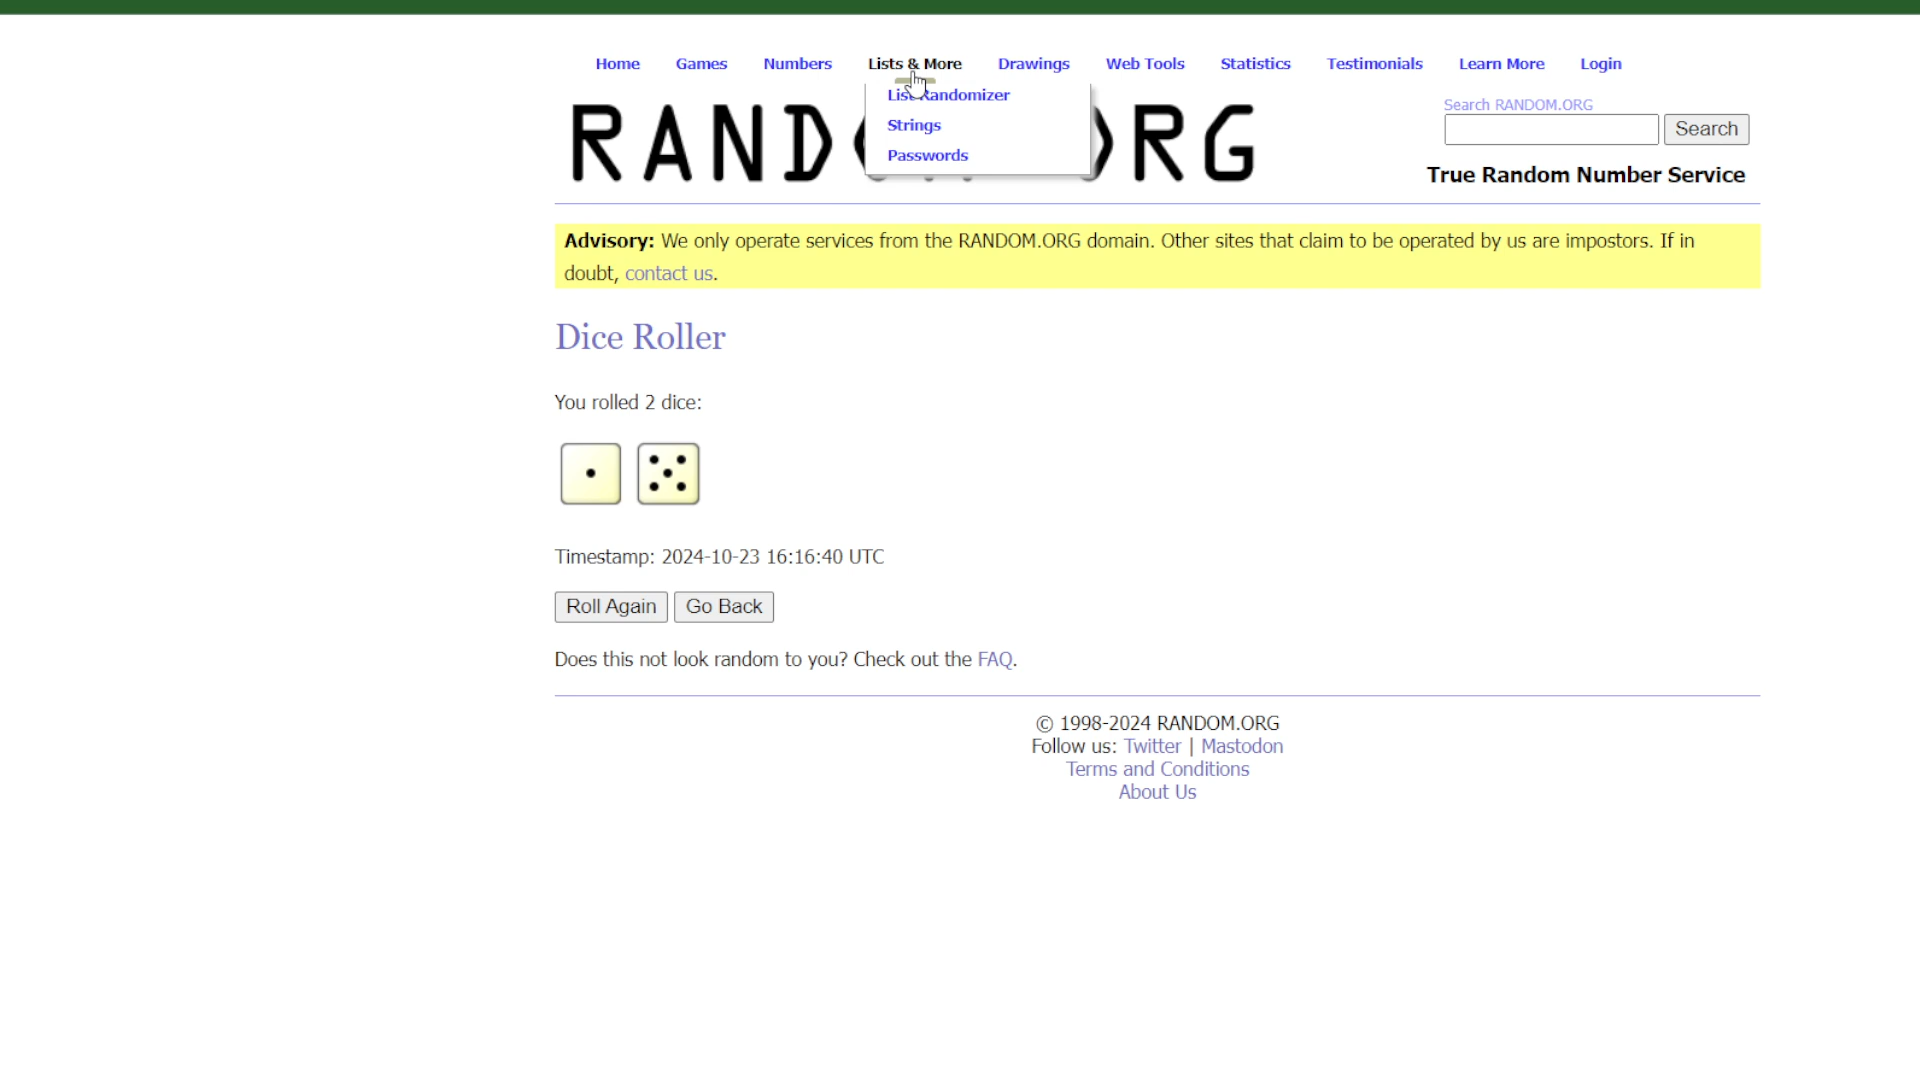 Home Games Numbers Lists & More Drawings Web Tools Statistics Testimonials Learn More Login
List Randomizer
Strings
Passwords
RAND ORG
Search RANDOM.ORG
Search
True Random Number Service
Advisory: We only operate services from the RANDOM.ORG domain. Other sites that claim to be operated by us are impostors. If in
doubt, contact us.
Dice Roller
You rolled 2 dice:
Timestamp: 2024-10-23 16:16:40 UTC
Roll Again Go Back
Does this not look random to you? Check out the FAQ.
© 1998-2024 RANDOM.ORG
Follow us: Twitter | Mastodon
Terms and Conditions
About Us